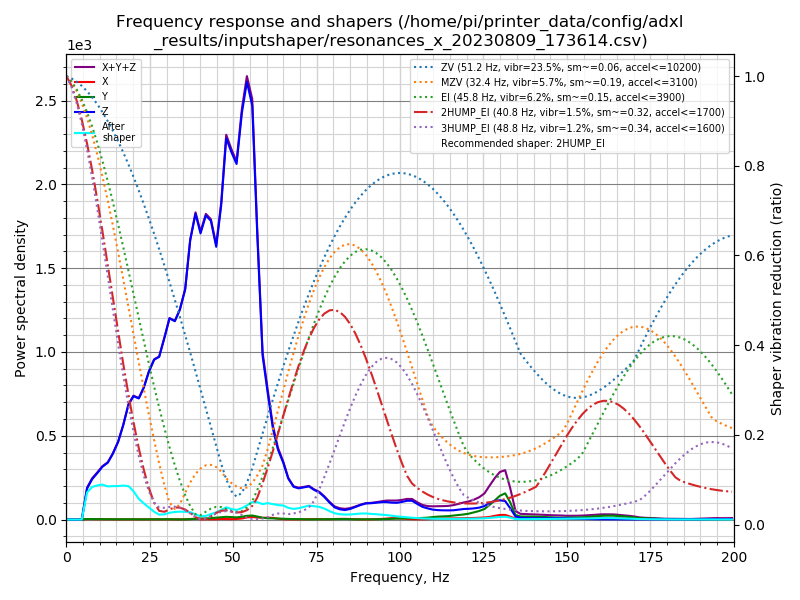 Frequency response and shapers (/home/pi/printer_data/config/adxl
_results/inputshaper/resonances_x_20230809_173614.csv)
1e3
X+Y+Z
X
Y
Z
After
shaper
ZV (51.2 Hz, vibr=23.5%, sm~=0.06, accel<=10200)
MZV (32.4 Hz, vibr=5.7%, sm~=0.19, accel<=3100)
EI (45.8 Hz, vibr=6.2%, sm~=0.15, accel<=3900)
2HUMP_EI (40.8 Hz, vibr=1.5%, sm~=0.32, accel<=1700)
3HUMP_EI (48.8 Hz, vibr=1.2%, sm~=0.34, accel<=1600)
Recommended shaper: 2HUMP_EI
Power spectral density
2.5
2.0
1.5
1.0
0.5
0.0
1.0
0.8
0.6
0.4
0.2
0.0
Shaper vibration reduction (ratio)
0 25 50 75 100 125 150 175 200
Frequency, Hz